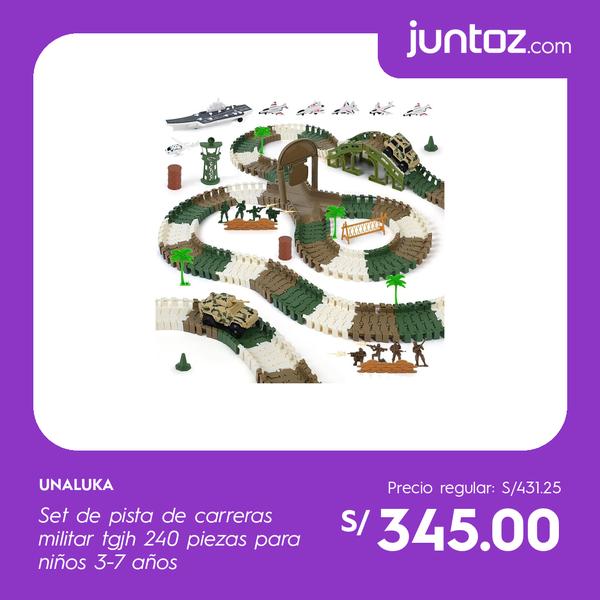 juntoz.com
UNALUKA
Set de pista de carreras
militar tgjh 240 piezas para
niños 3-7 años
Precio regular: S/431.25
S/ 345.00